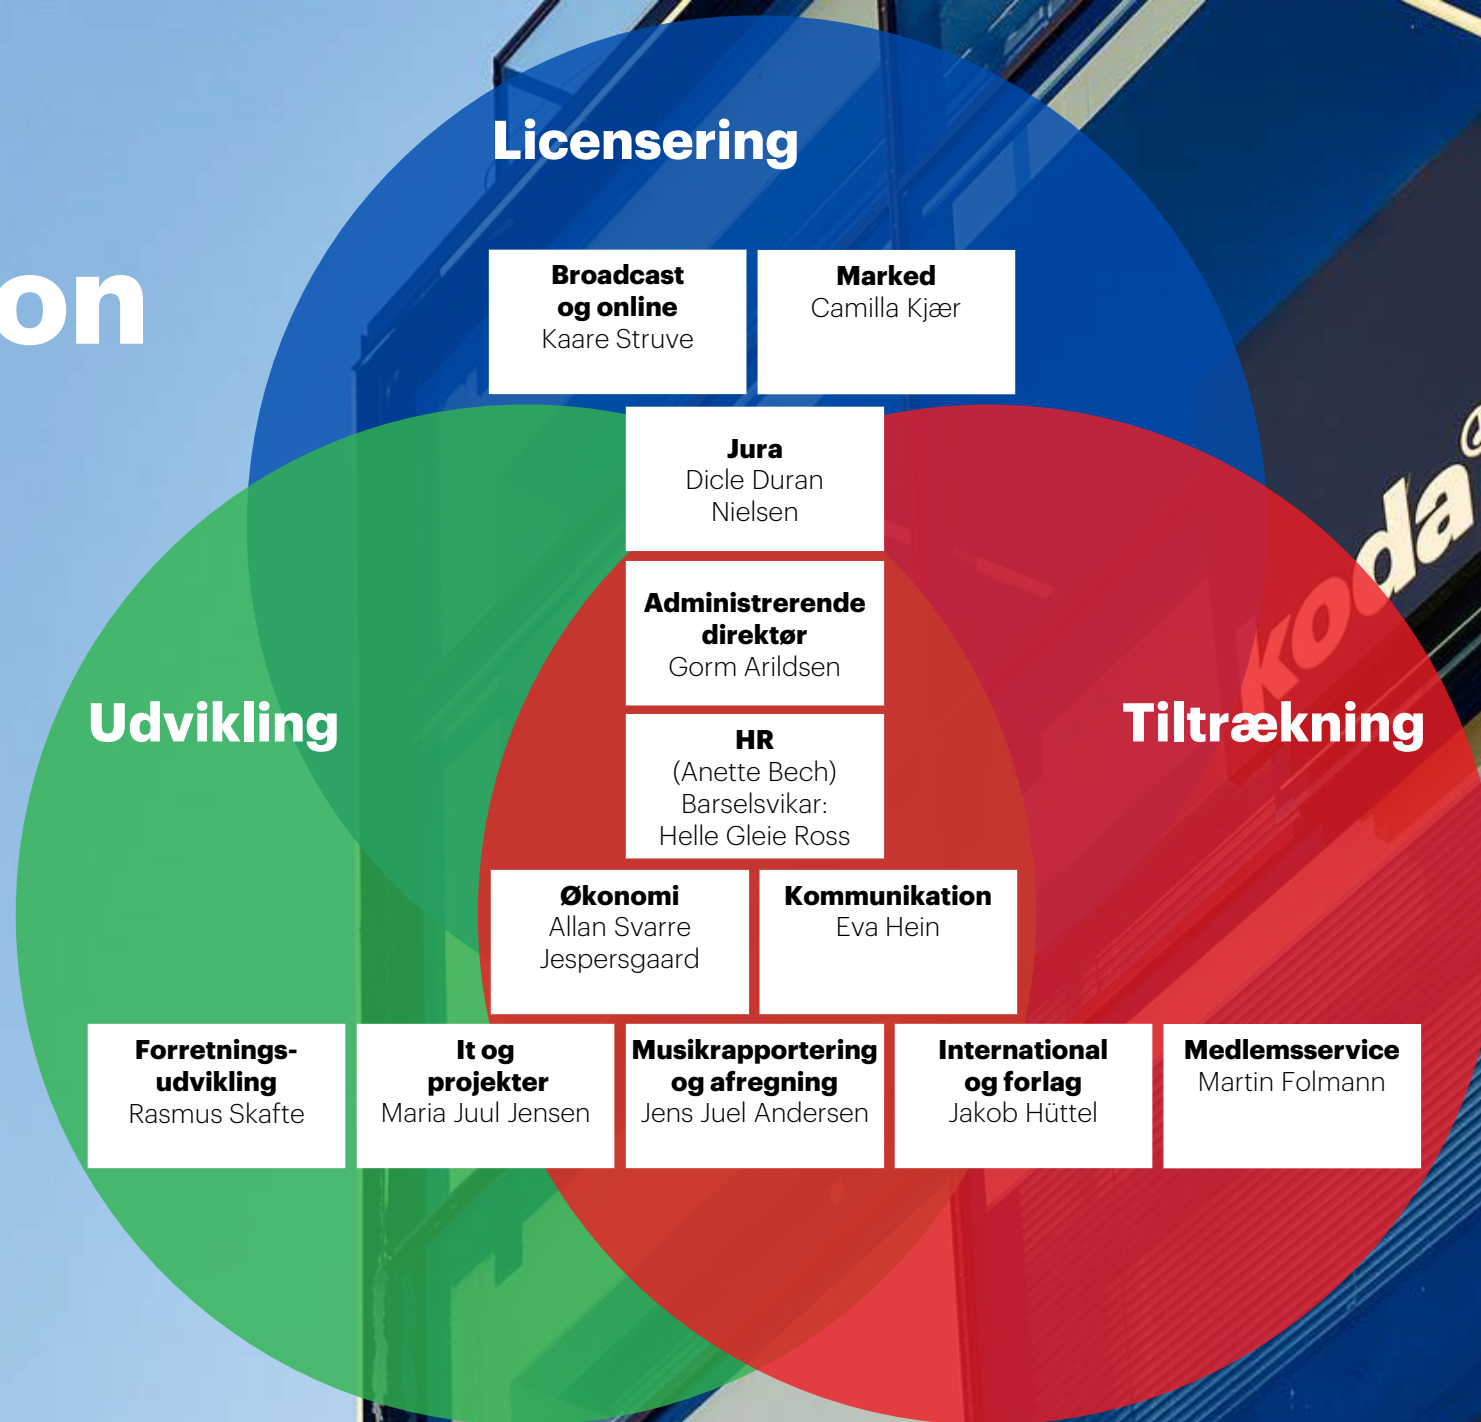 Licensering
on
Broadcast
og online
Kaare Struve
Marked
Camilla Kjær
Jura
Dicle Duran
Nielsen
koda
Administrerende
direktør
Gorm Arildsen
Udvikling
Tiltrækning
HR
(Anette Bech)
Barselsvikar:
Helle Gleie Ross
Økonomi
Allan Svarre
Jespersgaard
Kommunikation
Eva Hein
Forretnings-
udvikling
Rasmus Skafte
It og
projekter
Maria Juul Jensen
Musikrapportering
og afregning
Jens Juel Andersen
International
og forlag
Jakob Hüttel
Medlemsservice
Martin Folmann